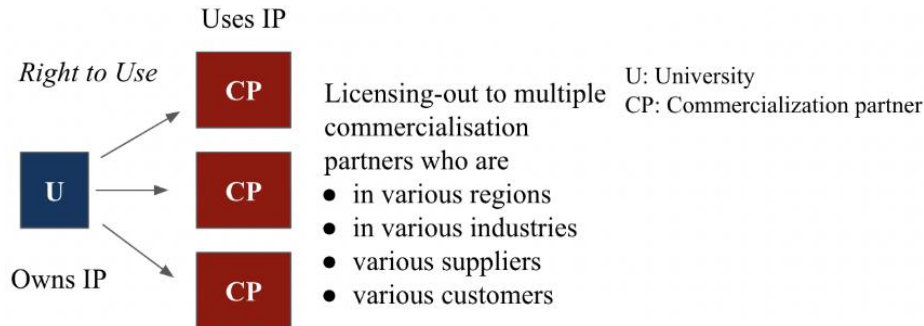 Uses IP
Right to Use
CP
U
CP
CP
Owns IP
Licensing-out to multiple
commercialisation
partners who are
● in various regions
● in various industries
● various suppliers
● various customers
U: University
CP: Commercialization partner